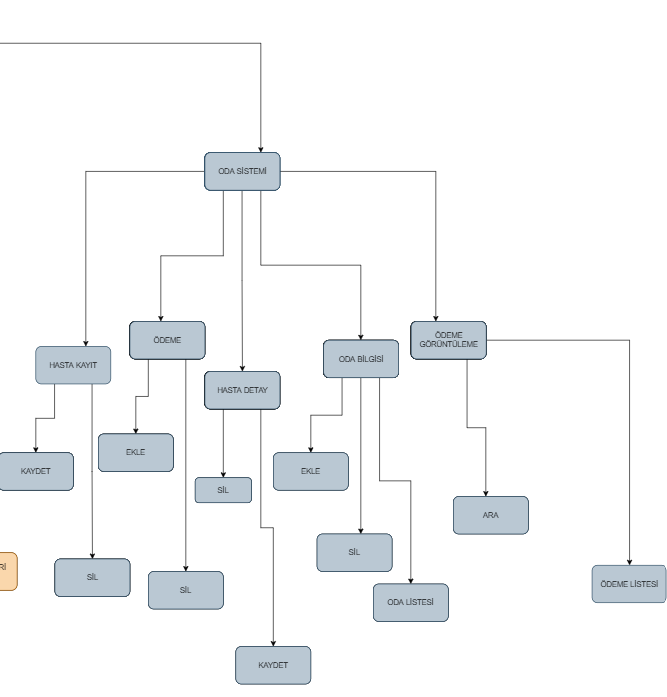 ODA SİSTEMİ
HASTA KAYIT
ÖDEME
HASTA DETAY
ODA BİLGİSİ
ÖDEME
GÖRÜNTÜLEME
KAYDET
EKLE
SİL
EKLE
ARA
SİL
SİL
SİL
ODA LİSTESİ
ÖDEME LİSTESİ
KAYDET